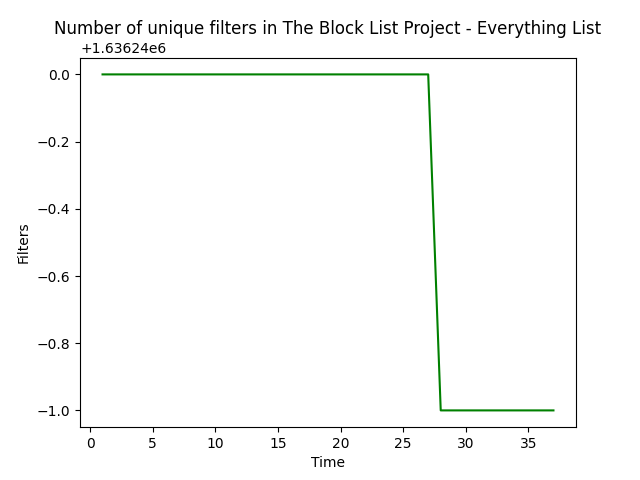 Number of unique filters in The Block List Project - Everything List
+1.63624e6
0.0
−0.2
−0.4
−0.6
−0.8
−1.0
Filters
0 5 10 15 20 25 30 35
Time